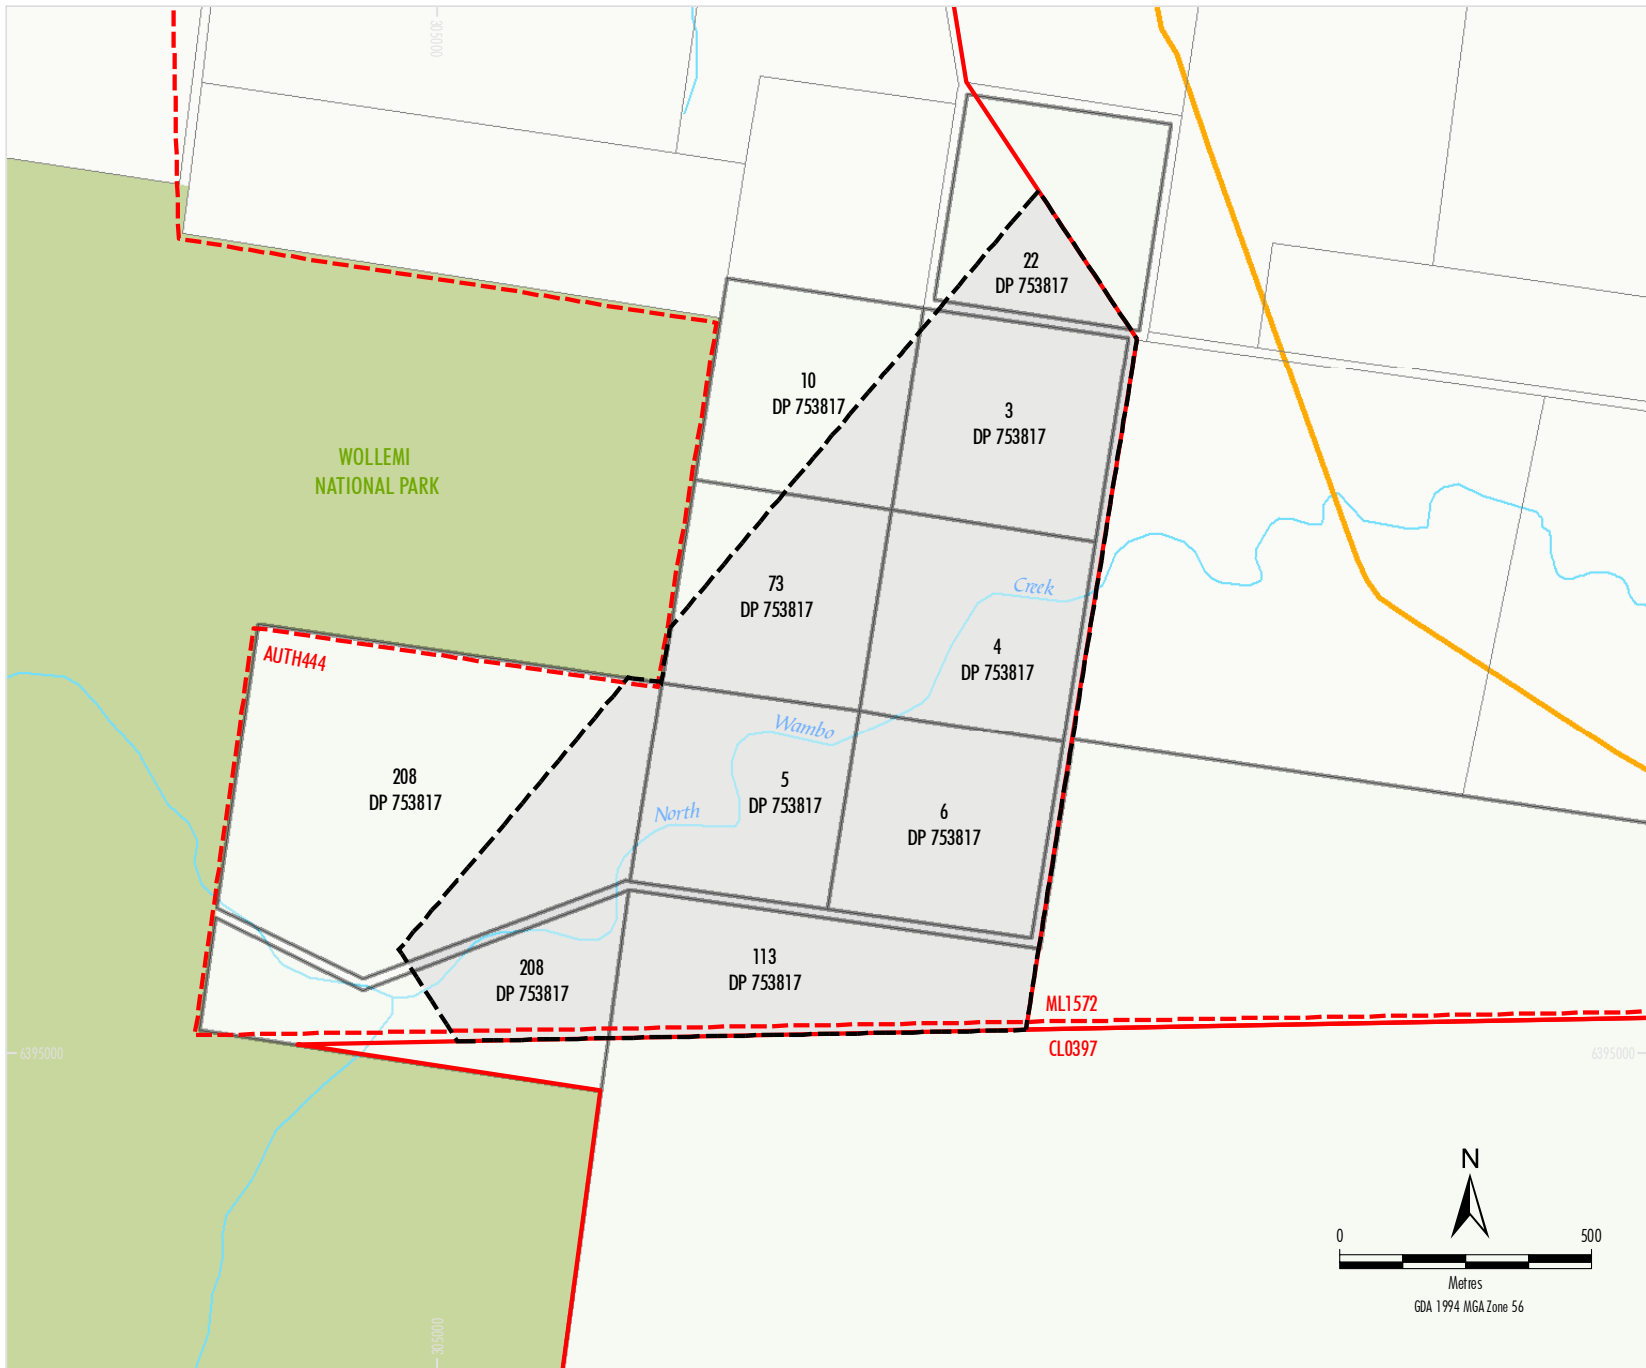 305000
22
DP 753817
10
DP 753817
3
DP 753817
WOLLEMI
NATIONAL PARK
73
DP 753817
Creek
4
DP 753817
AUTH444
Wambo
208
DP 753817
5
DP 753817
North
6
DP 753817
113
DP 753817
208
DP 753817
ML1572
CL0397
6395000
6395000
N
0 500
Metres
GDA 1994 MGA Zone 56
305000